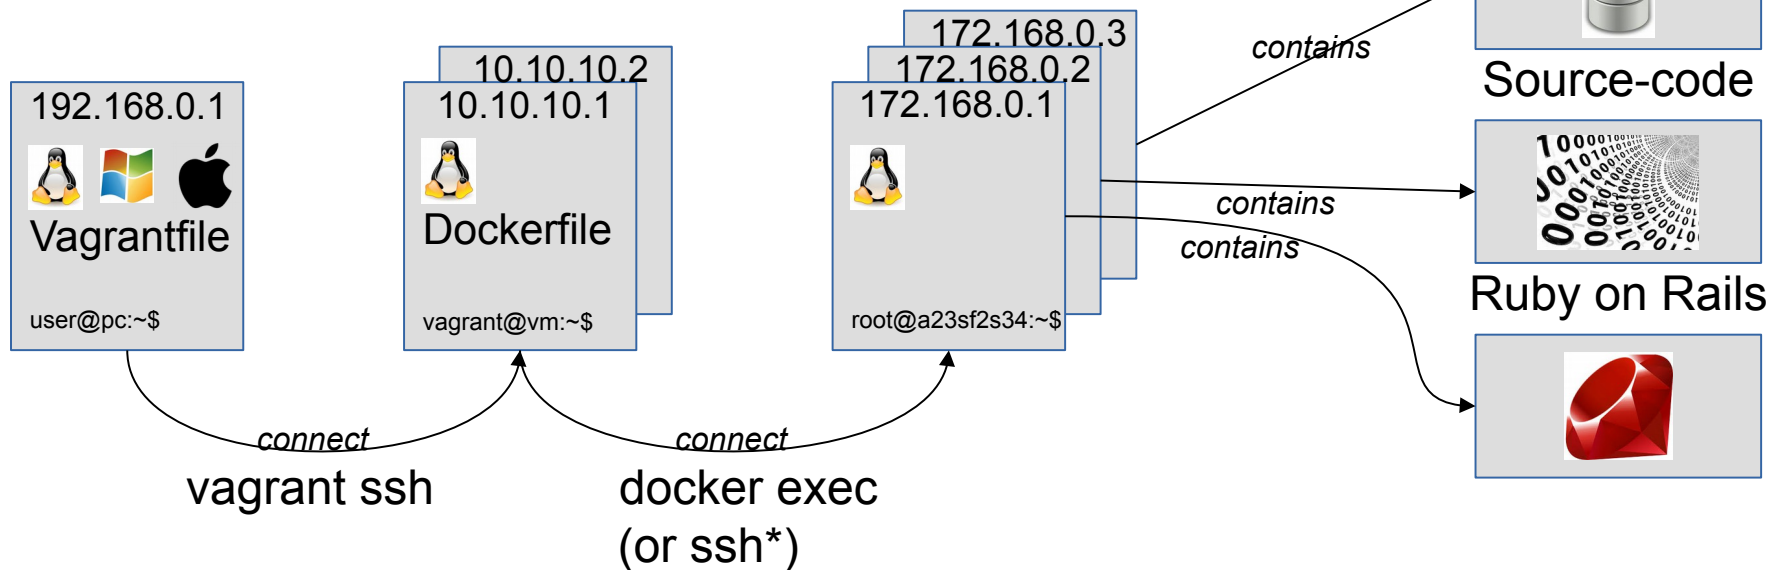 172.168.0.3
10.10.10.2
172.168.0.2
192.168.0.1
10.10.10.1
172.168.0.1
Vagrantfile
Dockerfile
user@pc:~$
vagrant@vm:~$
root@a23sf2s34:~$
connect
vagrant ssh
connect
docker exec
(or ssh*)
contains
contains
contains
Source-code
Ruby on Rails